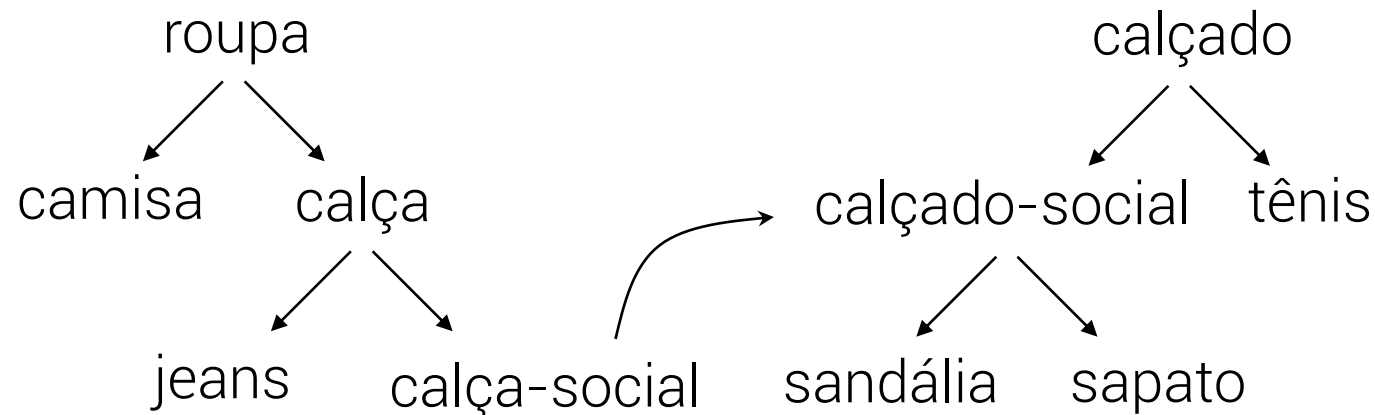 roupa
calçado
camisa
calça
calçado-social
tênis
jeans
calça-social
sandália
sapato